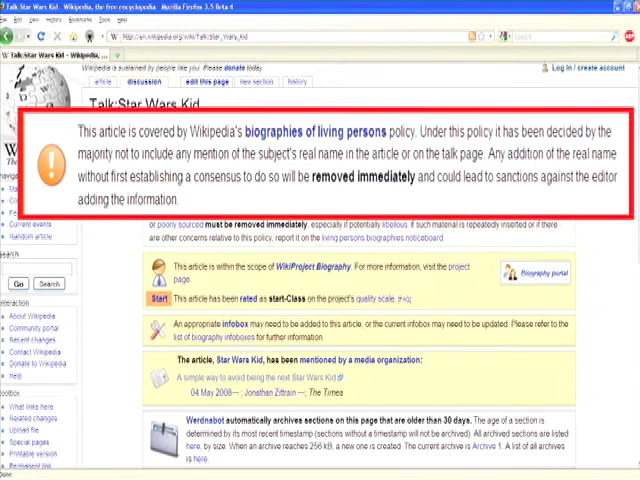 Talk:Star Wars Kid - Wikipedia, the free encyclopedia - Mozilla Firefox 3.5 Beta 4
File Edit View History Bookmarks Tools Help
http://en.wikipedia.org/wiki/Talk:Star_Wars_Kid
Talk:Star Wars Kid - Wikipedia, ...
Wikipedia is sustained by people like you. Please donate today.
Log in / create account
article discussion edit this page new section history
Talk:Star Wars Kid
This article is covered by Wikipedia's biographies of living persons policy. Under this policy it has been decided by the
majority not to include any mention of the subject's real name in the article or on the talk page. Any addition of the real name
without first establishing a consensus to do so will be removed immediately and could lead to sanctions against the editor
adding the information.
Current events
Random article
or poorly sourced must be removed immediately, especially if potentially libelous. If such material is repeatedly inserted or if there
are other concerns relative to this policy, report it on the living persons biographies noticeboard.
search
Go Search
This article is within the scope of WikiProject Biography. For more information, visit the project
page.
Biography portal
Start This article has been rated as start-Class on the project's quality scale. [FAQ]
interaction
About Wikipedia
Community portal
Recent changes
Contact Wikipedia
Donate to Wikipedia
Help
An appropriate infobox may need to be added to this article, or the current infobox may need to be updated. Please refer to the
list of biography infoboxes for further information.
The article, Star Wars Kid, has been mentioned by a media organization:
A simple way to avoid being the next Star Wars Kid
04 May 2008— ; Jonathan Zittrain—; The Times
toolbox
What links here
Related changes
Upload file
Special pages
Printable version
Permanent link
Werdnabot automatically archives sections on this page that are older than 30 days. The age of a section is
determined by its most recent timestamp (sections without a timestamp will not be archived). All archived sections are listed
here, by size. When an archive reaches 256 kB, a new one is created. The current archive is Archive 1. A list of all archives
is here.
Done